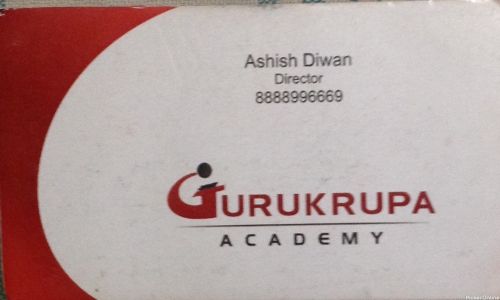 Ashish Diwan
Director
8888996669
GURUKRUPA
ACADEMY